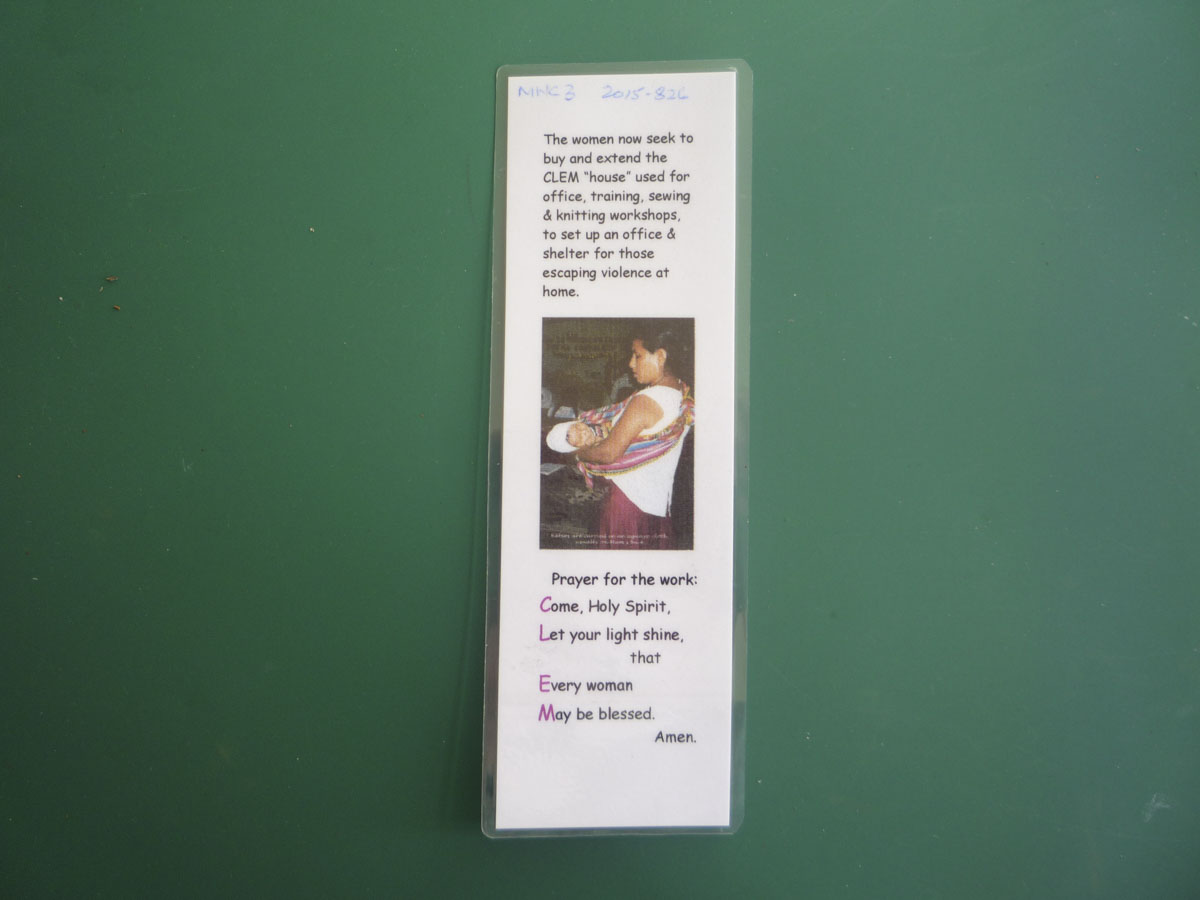 2015-826
The women now seek to
buy and extend the
CLEM “house” used for
office, training, sewing
& knitting workshops,
to set up an office &
shelter for those
escaping violence at
home.
Prayer for the work:
Come, Holy Spirit,
Let your light shine,
that
Every woman
May be blessed.
Amen.